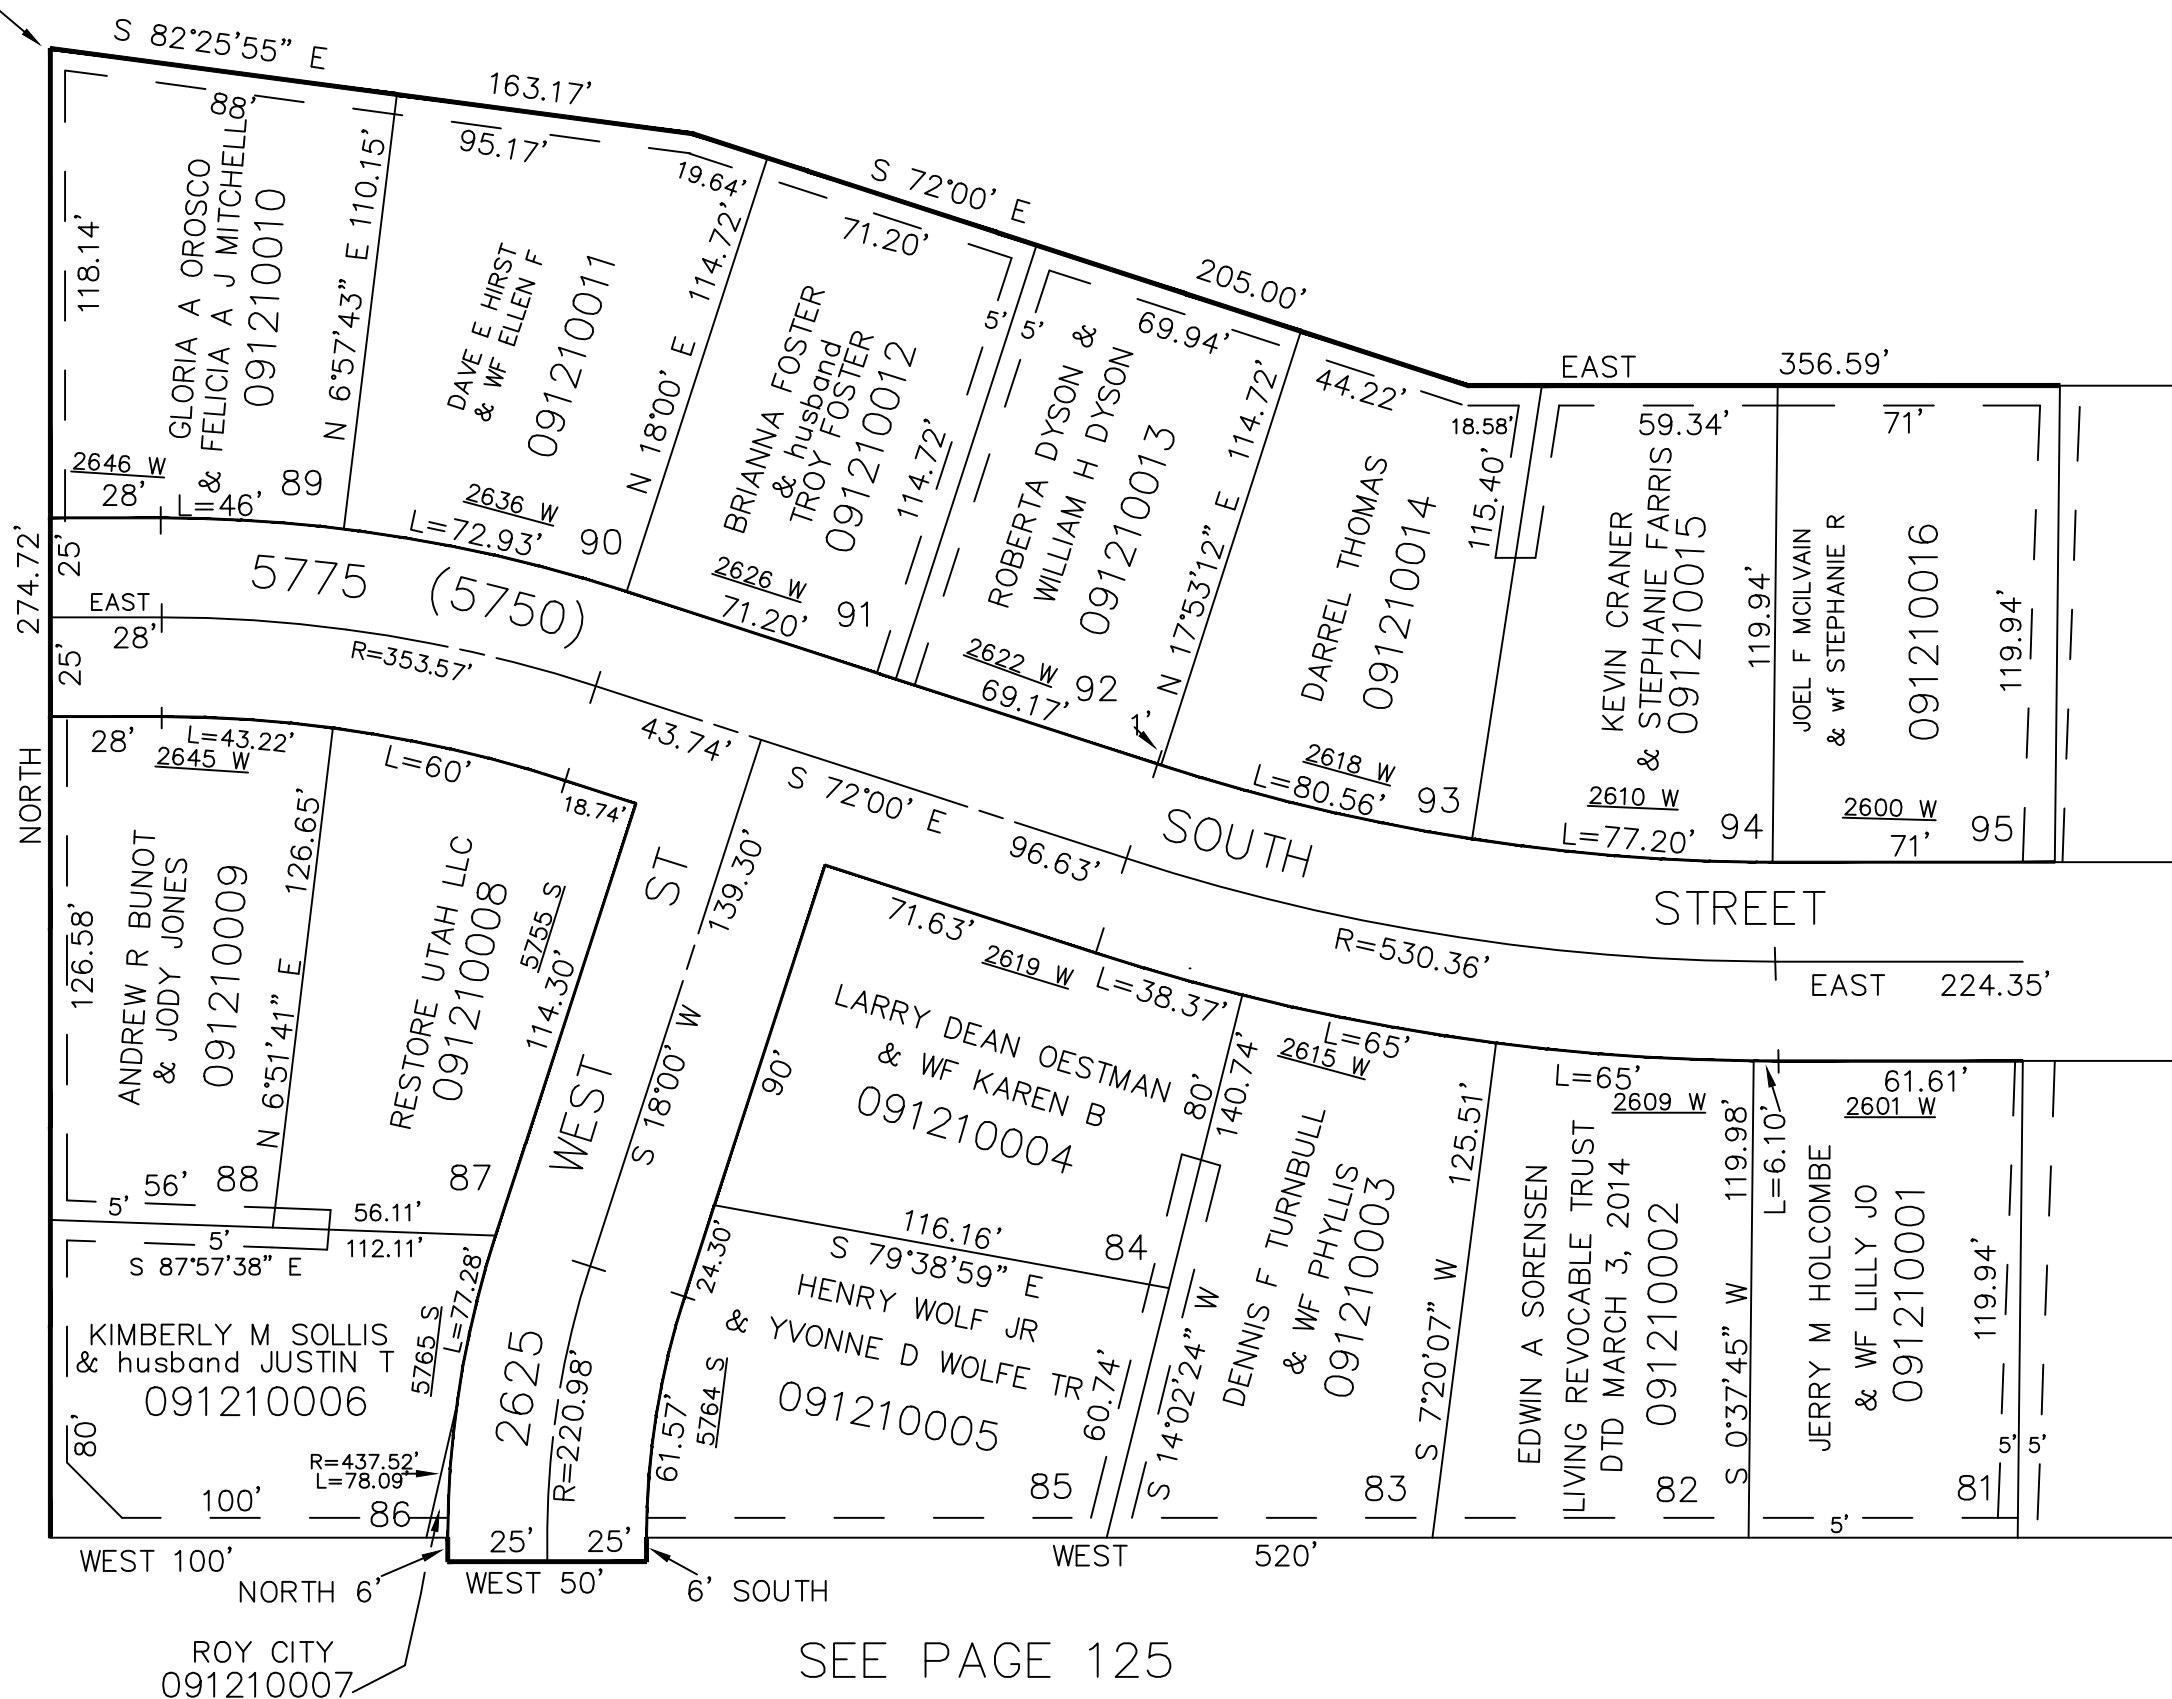 S 82°25'55" E
163.17'
S 72°00' E
205.00'
EAST 356.59'
88'
118.14'
GLORIA A OROSCO
& FELICIA A J MITCHELL
091210010
N 6°57'43" E 110.15'
2646 W
28'
L=46'
89
95.17'
19.64'
DAVE E HIRST
& WF ELLEN F
091210011
N 18°00' E 114.72'
2636 W
L=72.93'
90
71.20'
BRIANNA FOSTER
& husband
TROY FOSTER
091210012
114.72'
5' 5'
2626 W
71.20'
91
69.94'
ROBERTA DYSON &
WILLIAM H DYSON
091210013
N 17°53'12" E 114.72'
2622 W
69.17'
92
1'
44.22'
18.58'
DARREL THOMAS
091210014
115.40'
2618 W
L=80.56'
93
59.34'
KEVIN CRANER
& STEPHANIE FARRIS
091210015
119.94'
2610 W
L=77.20'
94
71'
JOEL F MCILVAIN
& wf STEPHANIE R
091210016
119.94'
2600 W
71'
95
274.72'
NORTH
25'
25'
EAST
28'
5775 (5750)
SOUTH
STREET
R=353.57'
43.74'
S 72°00' E
96.63'
R=530.36'
EAST 224.35'
28'
L=43.22'
2645 W
126.58'
ANDREW R BUNOT
& JODY JONES
091210009
N 6°51'41" E 126.65'
56'
88
5'
5'
S 87°57'38" E
56.11'
112.11'
L=60'
18.74'
RESTORE UTAH LLC
091210008
5755 S
114.30'
87
2625
WEST
ST
139.30'
S 18°00' W
R=220.98'
71.63'
2619 W
L=38.37'
LARRY DEAN OESTMAN
& WF KAREN B
091210004
90'
80'
140.74'
116.16'
S 79°38'59" E
84
HENRY WOLF JR
& YVONNE D WOLFE TR
091210005
24.30'
61.57'
5764 S
60.74'
85
S 14°02'24" W
L=65'
2615 W
DENNIS F TURNBULL
& WF PHYLLIS
091210003
S 7°20'07" W 125.51'
83
L=65'
2609 W
EDWIN A SORENSEN
LIVING REVOCABLE TRUST
DTD MARCH 3, 2014
091210002
S 0°37'45" W 119.98'
82
L=6.10'
61.61'
2601 W
JERRY M HOLCOMBE
& WF LILLY JO
091210001
119.94'
5' 5'
81
5'
KIMBERLY M SOLLIS
& husband JUSTIN T
091210006
80'
5765 S
L=77.28'
R=437.52'
L=78.09'
100'
86
WEST 100'
NORTH 6'
25' 25'
WEST 50'
6' SOUTH
WEST 520'
ROY CITY
091210007
SEE PAGE 125